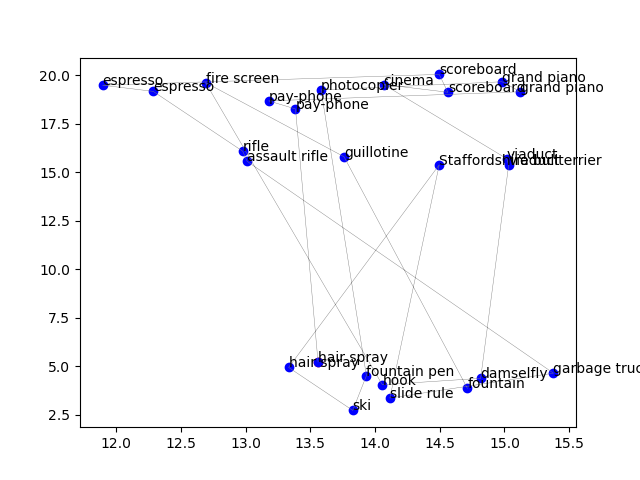 20.0
17.5
15.0
12.5
10.0
7.5
5.0
2.5
12.0
12.5
13.0
13.5
14.0
14.5
15.0
15.5
scoreboard
espresso
fire screen
cinema
grand piano
espresso
photocopier
scoreboard
grand piano
pay-phone
pay-phone
rifle
assault rifle
guillotine
viaduct
Staffordshire bullterrier
viaduct
hair spray
hair spray
fountain pen
damselfly
garbage truc
hook
fountain
slide rule
ski